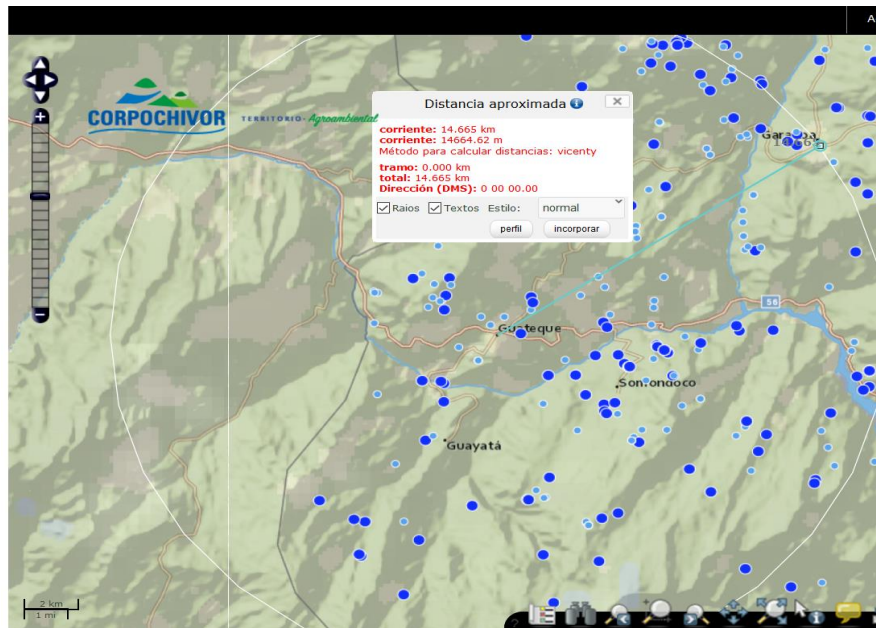 A
CORPOCHIVOR
TERRITORIO- Agroambiental
Distancia aproximada
corriente: 14.665 km
corriente: 14664.62 m
Método para calcular distancias: vicenty
tramo: 0.000 km
total: 14.665 km
Dirección (DMS): 0 00 00.00
Raios Textos Estilo: normal
perfil incorporar
56
Guateque
Somondoco
Guayatá
2 km
1 mi
?